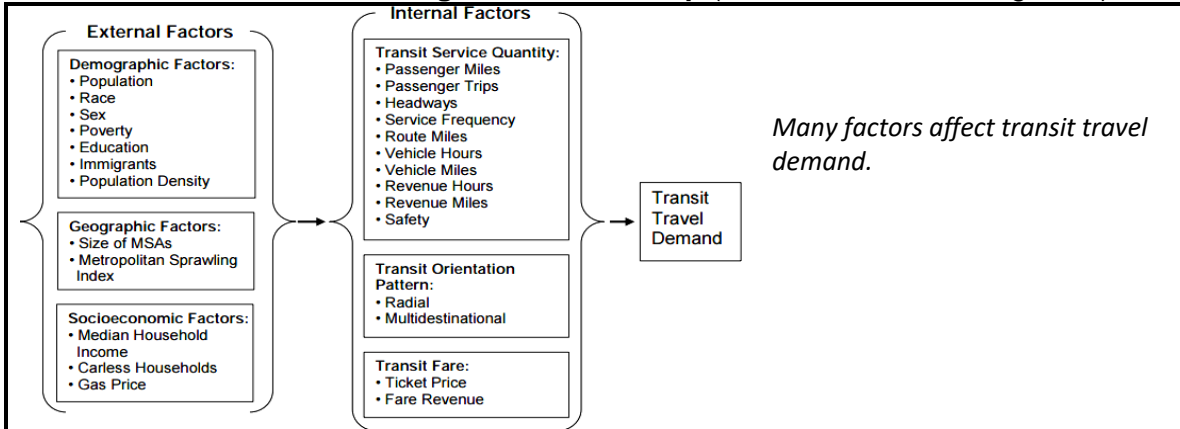 External Factors
Demographic Factors:
• Population
• Race
• Sex
• Poverty
• Education
• Immigrants
• Population Density
Geographic Factors:
• Size of MSAs
• Metropolitan Sprawling
Index
Socioeconomic Factors:
• Median Household
Income
• Carless Households
• Gas Price
Internal Factors
Transit Service Quantity:
• Passenger Miles
• Passenger Trips
• Headways
• Service Frequency
• Route Miles
• Vehicle Hours
• Vehicle Miles
• Revenue Hours
• Revenue Miles
• Safety
Transit Orientation
Pattern:
• Radial
• Multidestinational
Transit Fare:
• Ticket Price
• Fare Revenue
Transit
Travel
Demand
Many factors affect transit travel
demand.